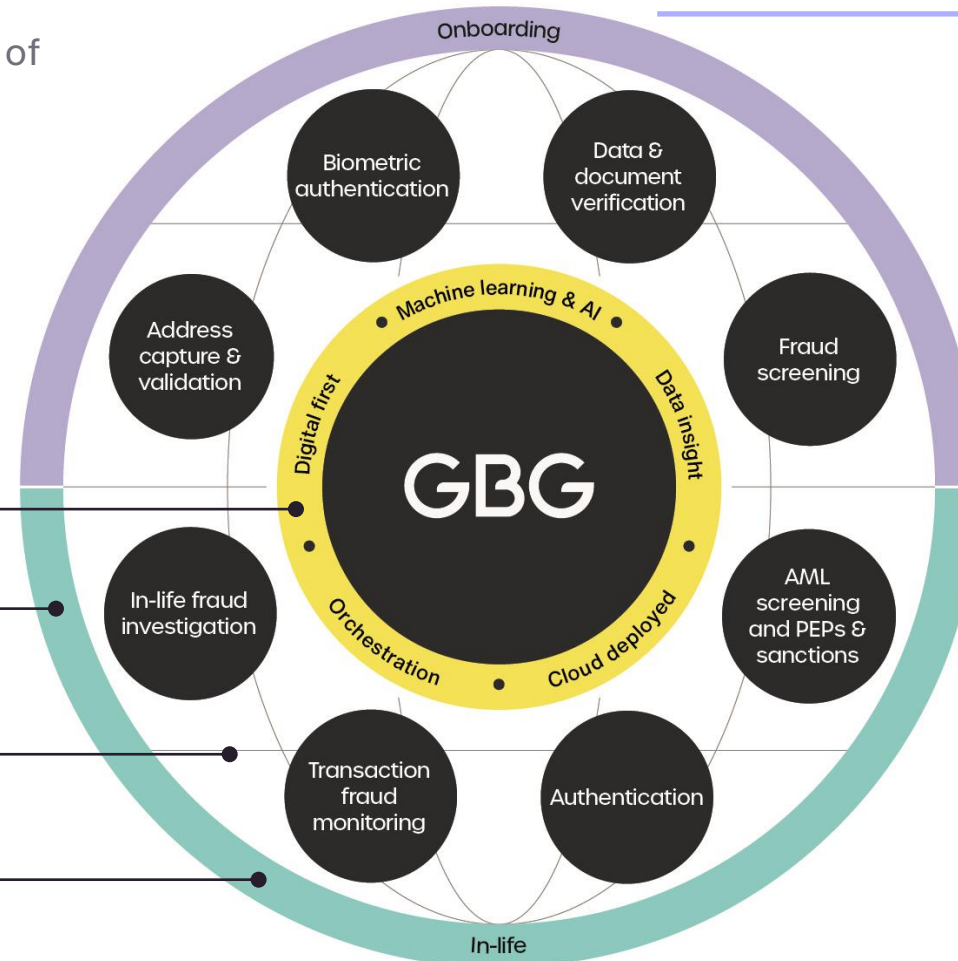 of
Onboarding
Biometric
authentication
Data &
document
verification
Address
capture &
validation
Machine learning & AI
Fraud
screening
Digital first
Data insight
GBG
In-life fraud
investigation
AML
screening
and PEPs &
sanctions
Orchestration
Cloud deployed
Transaction
fraud
monitoring
Authentication
In-life